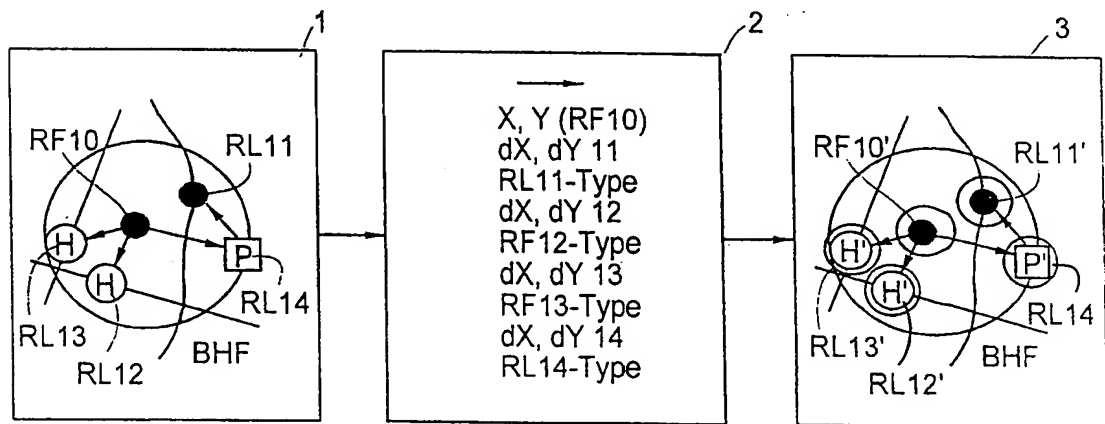 1
RF10
RL11
H
P
H
RL14
RL13
BHF
RL12
2
X, Y (RF10)
dX, dY 11
RL11-Type
dX, dY 12
RF12-Type
dX, dY 13
RF13-Type
dX, dY 14
RL14-Type
3
RF10'
RL11'
H'
P'
H'
RL14
RL13'
BHF
RL12'